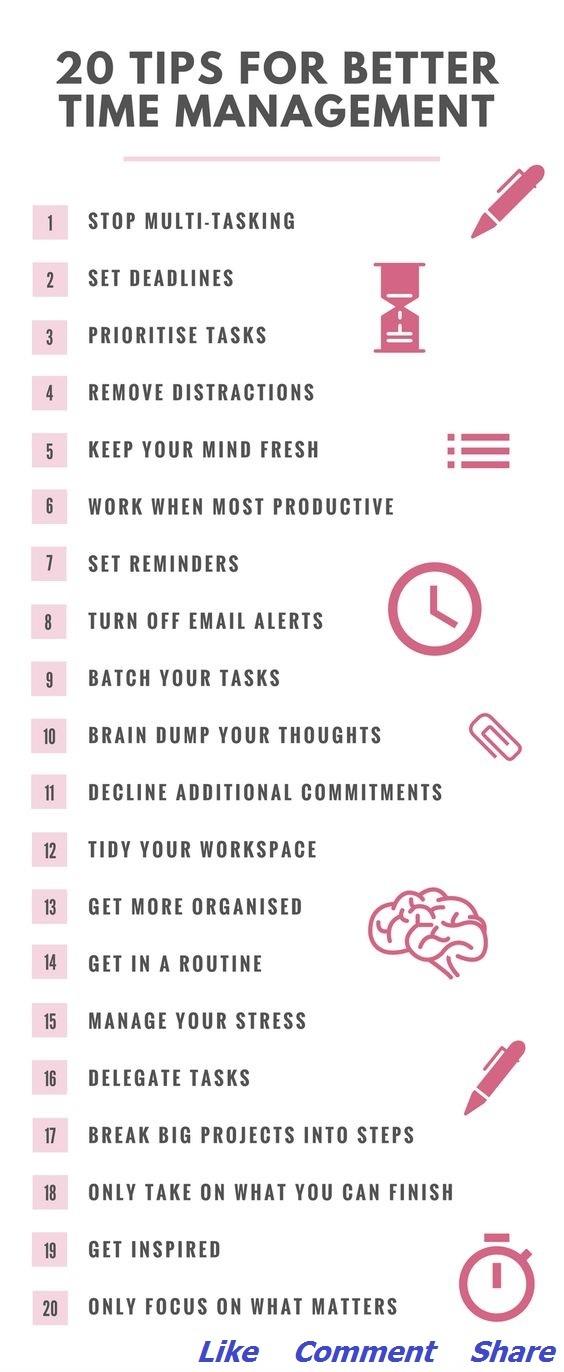 20 TIPS FOR BETTER
TIME MANAGEMENT
1 STOP MULTI-TASKING
2 SET DEADLINES
3 PRIORITISE TASKS
4 REMOVE DISTRACTIONS
5 KEEP YOUR MIND FRESH
6 WORK WHEN MOST PRODUCTIVE
7 SET REMINDERS
8 TURN OFF EMAIL ALERTS
9 BATCH YOUR TASKS
10 BRAIN DUMP YOUR THOUGHTS
11 DECLINE ADDITIONAL COMMITMENTS
12 TIDY YOUR WORKSPACE
13 GET MORE ORGANISED
14 GET IN A ROUTINE
15 MANAGE YOUR STRESS
16 DELEGATE TASKS
17 BREAK BIG PROJECTS INTO STEPS
18 ONLY TAKE ON WHAT YOU CAN FINISH
19 GET INSPIRED
20 ONLY FOCUS ON WHAT MATTERS
Like Comment Share